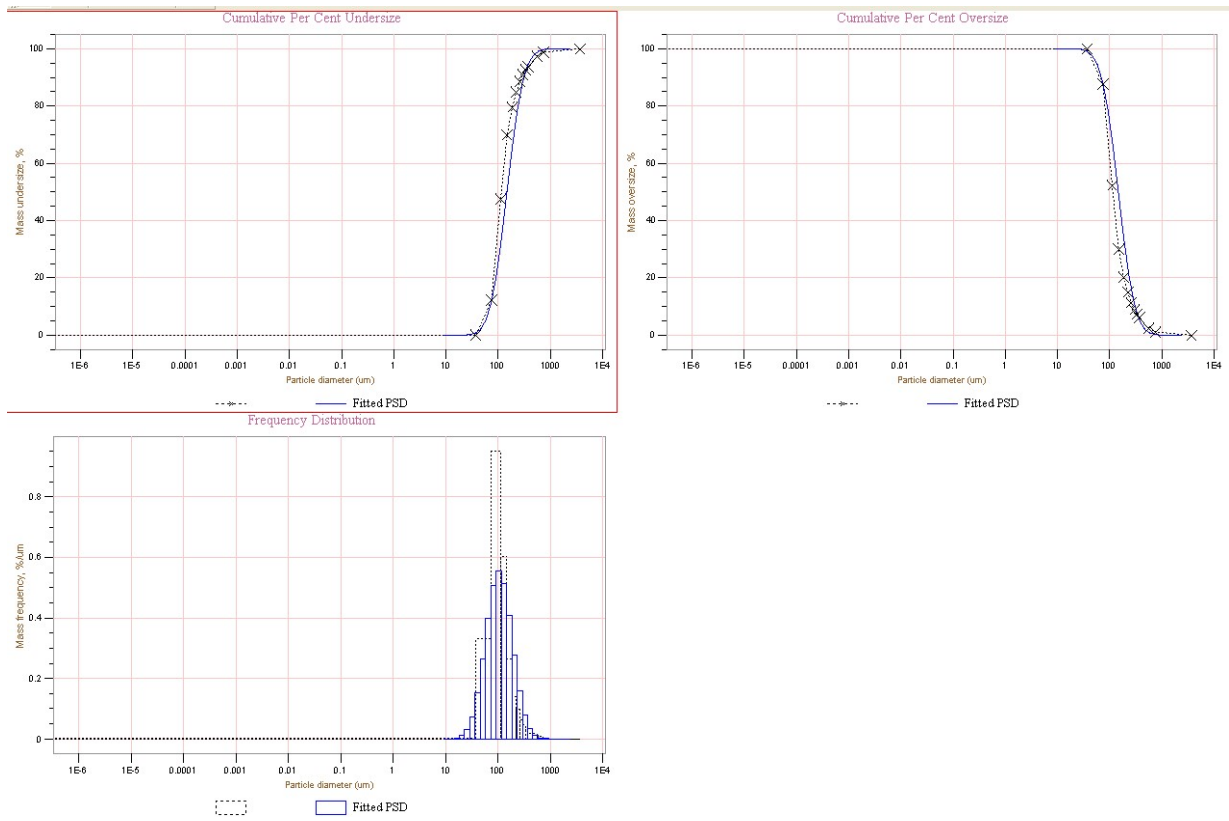 Cumulative Per Cent Undersize
Mass undersize, %
100
80
60
40
20
0
1E-6 1E-5 0.0001 0.001 0.01 0.1 1 10 100 1000 1E4
Particle diameter (um)
Fitted PSD
Cumulative Per Cent Oversize
Mass oversize, %
100
80
60
40
20
0
1E-6 1E-5 0.0001 0.001 0.01 0.1 1 10 100 1000 1E4
Particle diameter (um)
Fitted PSD
Frequency Distribution
Mass frequency, %/um
0.8
0.6
0.4
0.2
0
1E-6 1E-5 0.0001 0.001 0.01 0.1 1 10 100 1000 1E4
Particle diameter (um)
Fitted PSD